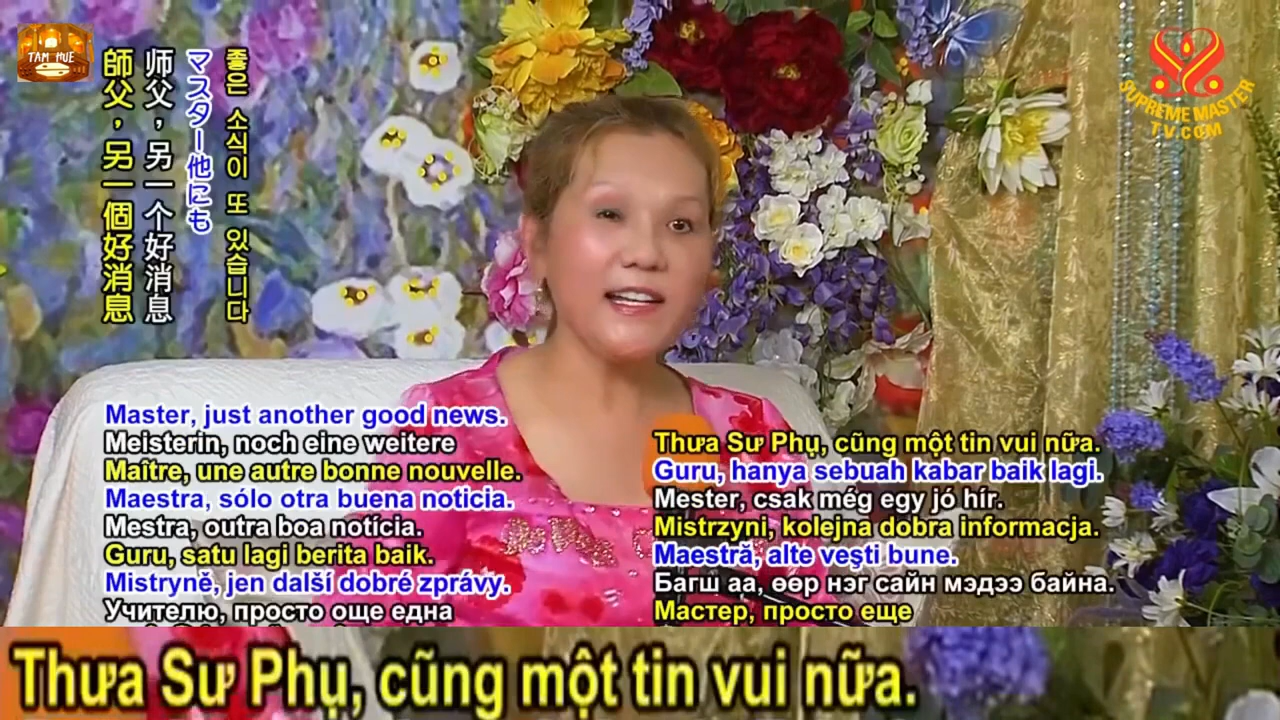 TAM HUE
SUPREME MASTER
TV.COM
좋은 소식이 또 있습니다
マスター他にも
师父，另一个好消息
師父，另一個好消息
Master, just another good news.
Meisterin, noch eine weitere
Maître, une autre bonne nouvelle.
Maestra, sólo otra buena noticia.
Mestra, outra boa notícia.
Guru, satu lagi berita baik.
Mistryně, jen další dobré zprávy.
Учителю, просто още една
Thưa Sư Phụ, cũng một tin vui nữa.
Guru, hanya sebuah kabar baik lagi.
Mester, csak még egy jó hír.
Mistrzyni, kolejna dobra informacja.
Maestră, alte veşti bune.
Багш аа, өөр нэг сайн мэдээ байна.
Мастер, просто еще
Thưa Sư Phụ, cũng một tin vui nữa.